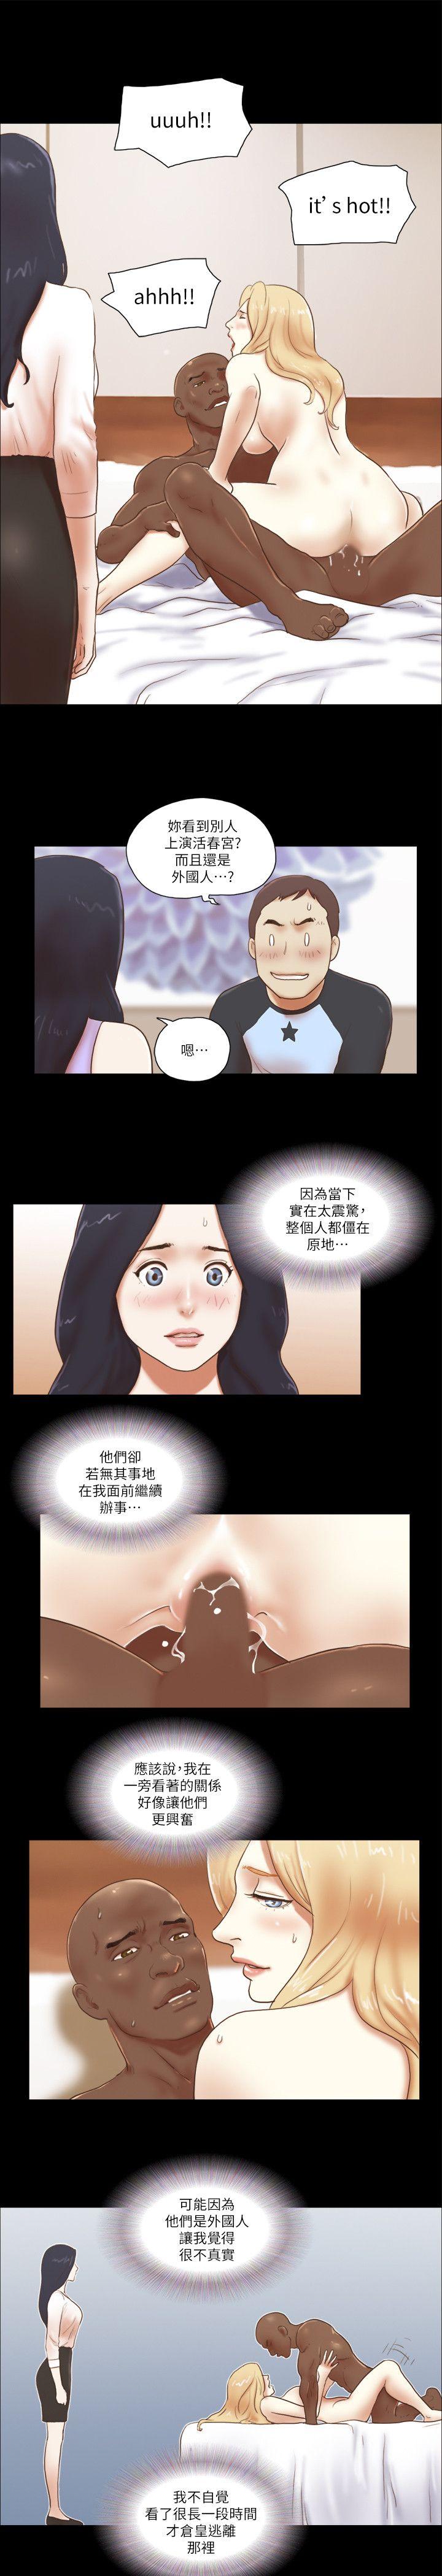 uuuh!!
it's hot!!
ahhh!!
妳看到別人
上演活春宮?
而且還是
外國人…?
嗯…
因為當下
實在太震驚,
整個人都僵在
原地…
他們卻
若無其事地
在我面前繼續
辦事…
應該說,我在
一旁看著的關係
好像讓他們
更興奮
可能因為
他們是外國人
讓我覺得
很不真實
我不自覺
看了很長一段時間
才倉皇逃離
那裡